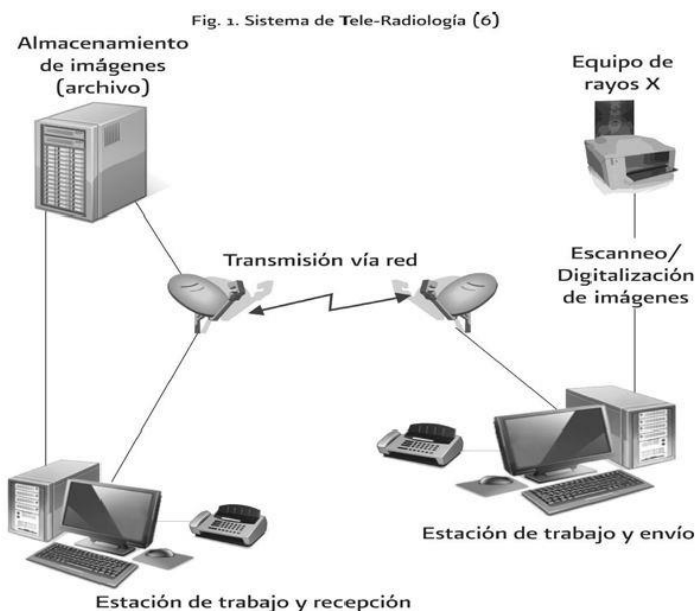 Fig. 1. Sistema de Tele-Radiología (6)
Almacenamiento
de imágenes
(archivo)
Equipo de
rayos X
Transmisión vía red
Escanneo/
Digitalización
de imágenes
Estación de trabajo y envío
Estación de trabajo y recepción